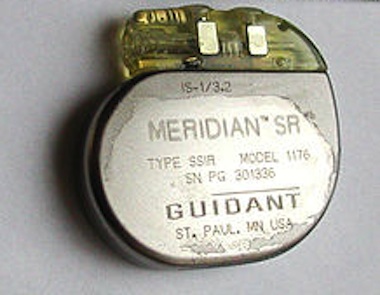 IS-1/3.2
MERIDIAN™ SR
TYPE SSIR MODEL 1176
SN PG 301336
GUIDANT
ST. PAUL, MN USA